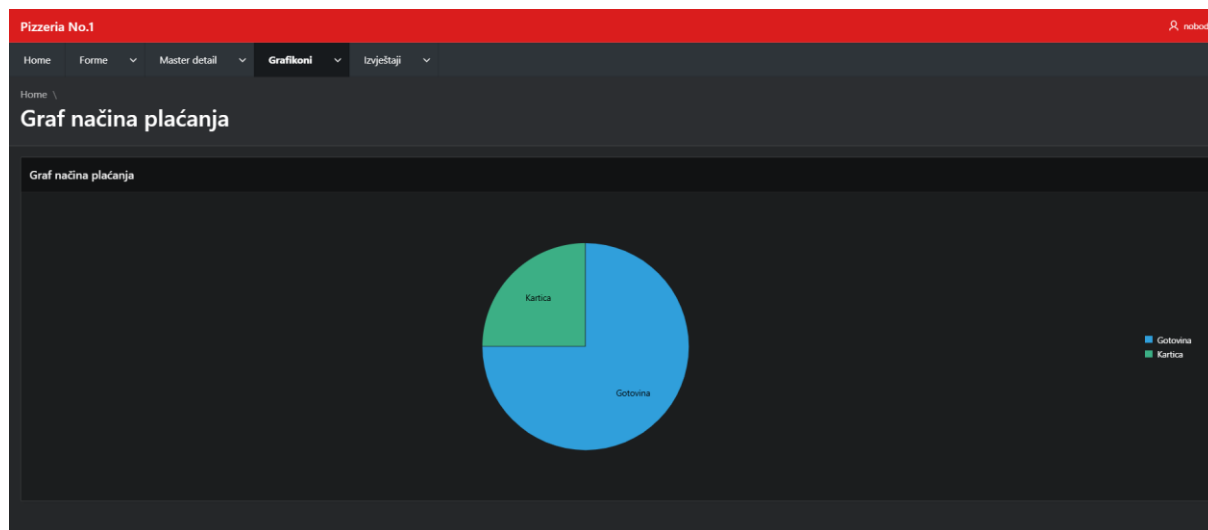 Pizzeria No.1
nobod
Home Forme Master detail Grafikoni Izvještaji
Home \
Graf načina plaćanja
Graf načina plaćanja
Kartica
Gotovina
Gotovina
Kartica